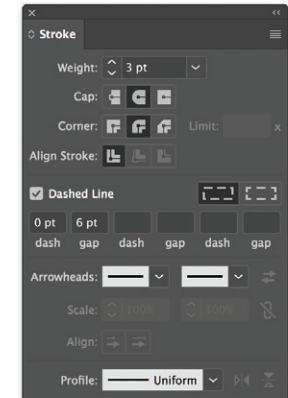 Stroke
Weight: 3 pt
Cap:
Corner: Limit: x
Align Stroke:
Dashed Line
0 pt 6 pt
dash gap dash gap dash gap
Arrowheads:
Scale: 100% 100%
Align:
Profile: Uniform